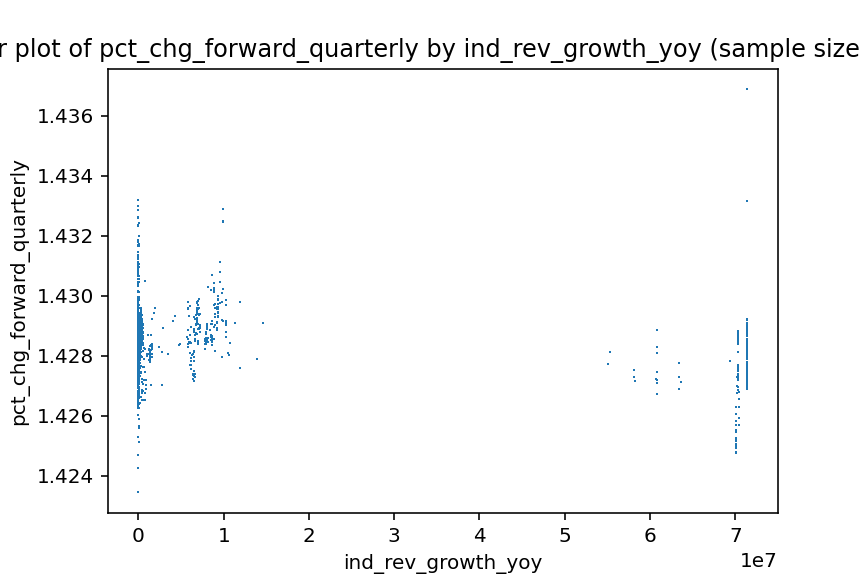 r plot of pct_chg_forward_quarterly by ind_rev_growth_yoy (sample size
1.436
1.434
1.432
1.430
1.428
1.426
1.424
pct_chg_forward_quarterly
0 1 2 3 4 5 6 7
1e7
ind_rev_growth_yoy